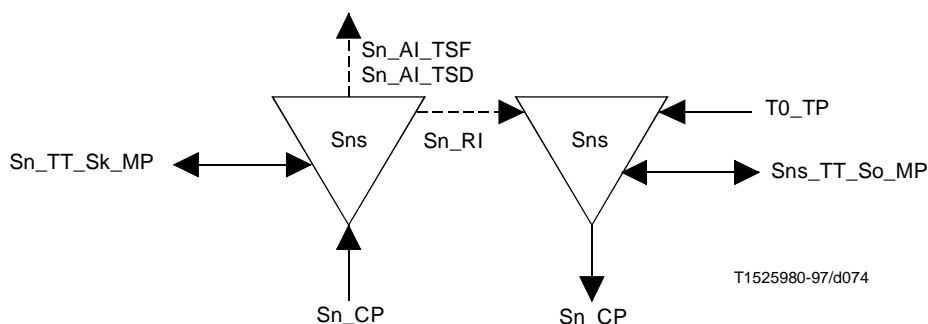 Sn_AI_TSF
Sn_AI_TSD
Sns
Sn_RI
Sns
T0_TP
Sn_TT_Sk_MP
Sns_TT_So_MP
T1525980-97/d074
Sn_CP
Sn_CP